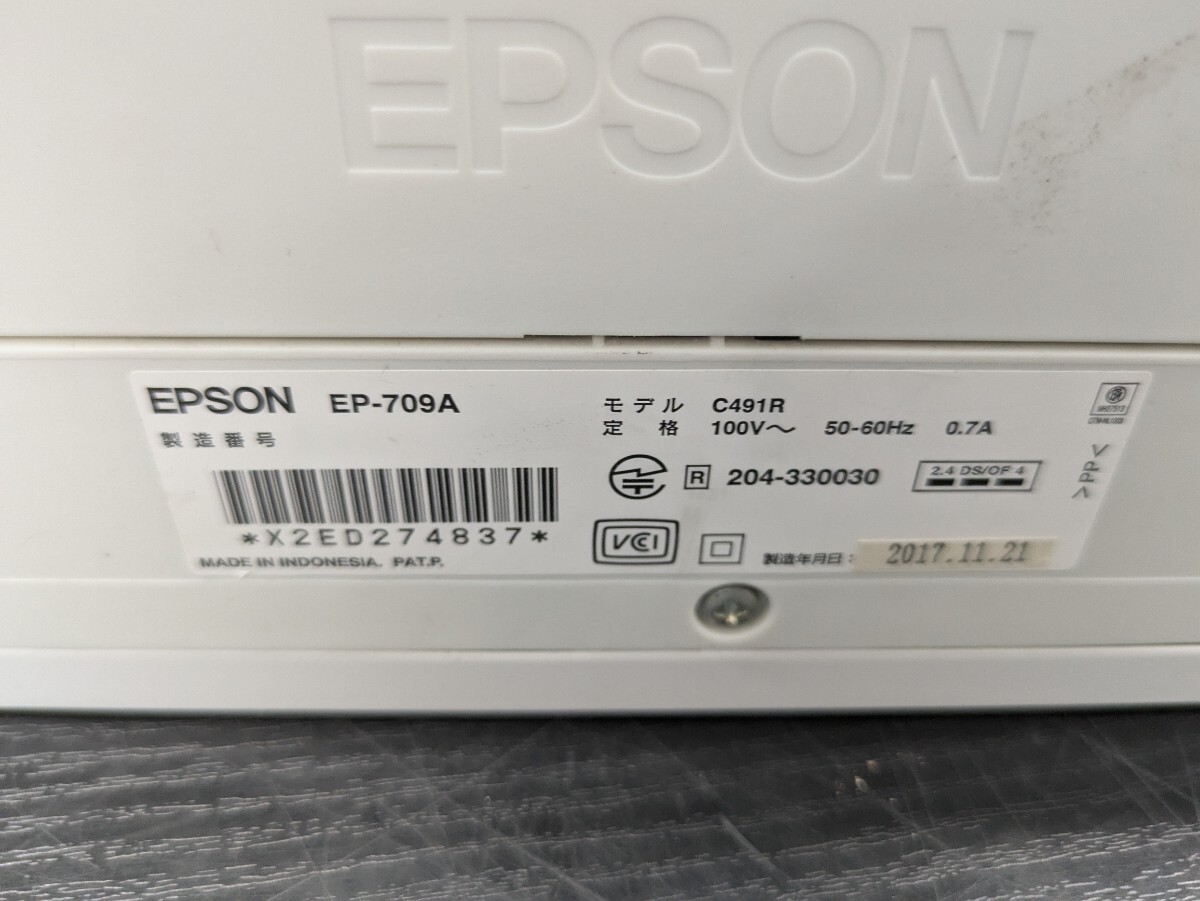 EPSON
EPSON EP-709A
製造番号
*X2ED274837*
MADE IN INDONESIA. PAT.P.
モデル C491R
定格 100V～ 50-60Hz 0.7A
R 204-330030
2.4 DS/OF 4
VCCI
製造年月日: 2017.11.21
>PP<